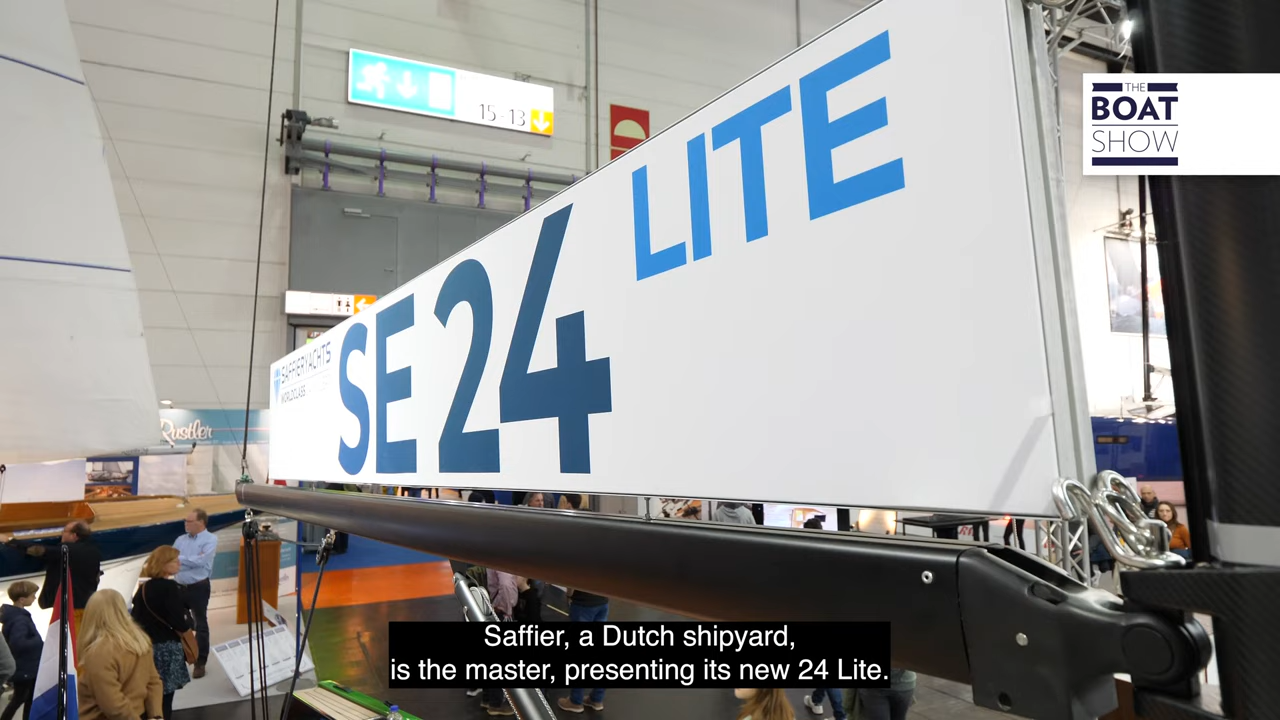 THE
BOAT
SHOW
15-13
LITE
SE 24
SAFFIER YACHTS
WORLDCLASS
Rustler
Saffier, a Dutch shipyard,
is the master, presenting its new 24 Lite.